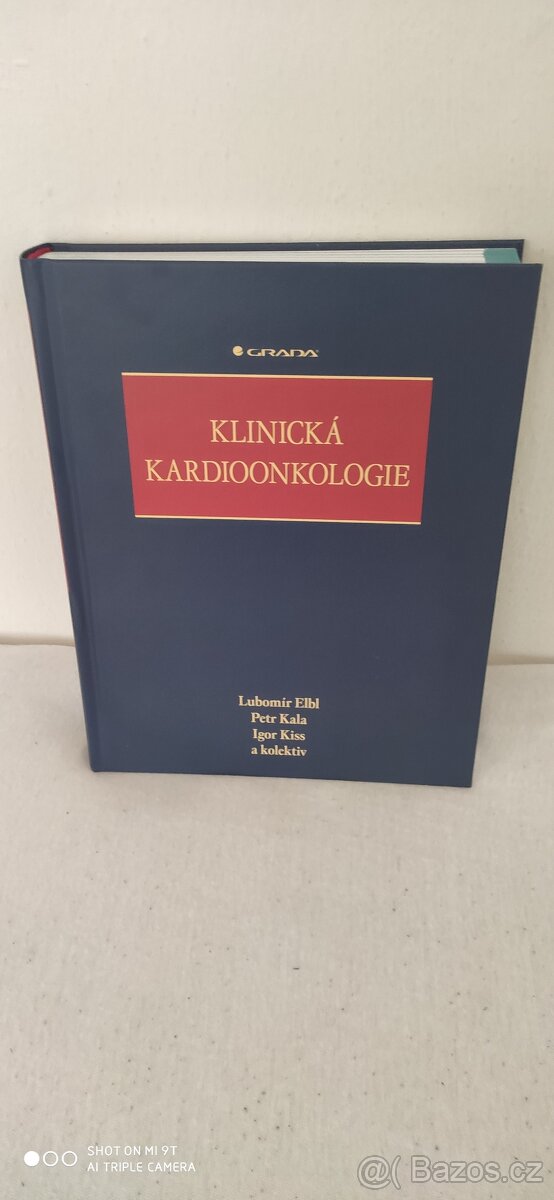 GRADA
KLINICKÁ
KARDIOONKOLOGIE
Lubomír Elbl
Petr Kala
Igor Kiss
a kolektiv
SHOT ON MI 9T
AI TRIPLE CAMERA
@( Bazos.cz